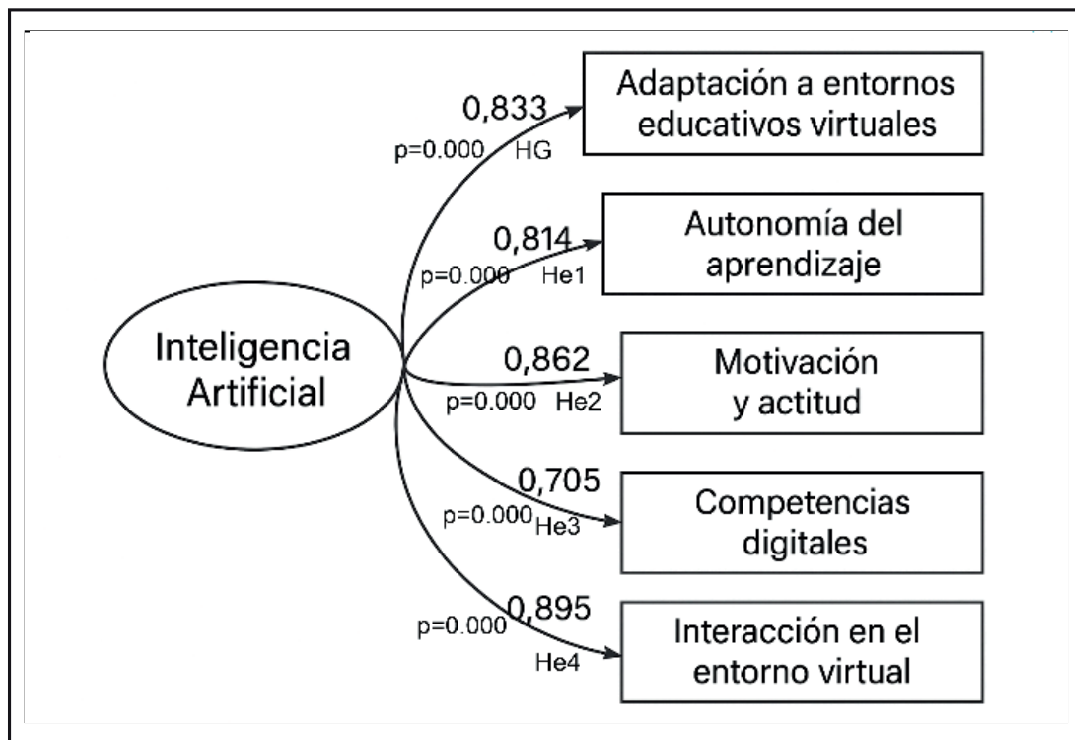 Adaptación a entornos
educativos virtuales
0,833
p=0.000 HG
Autonomía del
aprendizaje
0,814
p=0.000 He1
Inteligencia
Artificial
Motivación
y actitud
0,862
p=0.000 He2
Competencias
digitales
0,705
p=0.000 He3
Interacción en el
entorno virtual
0,895
p=0.000
He4